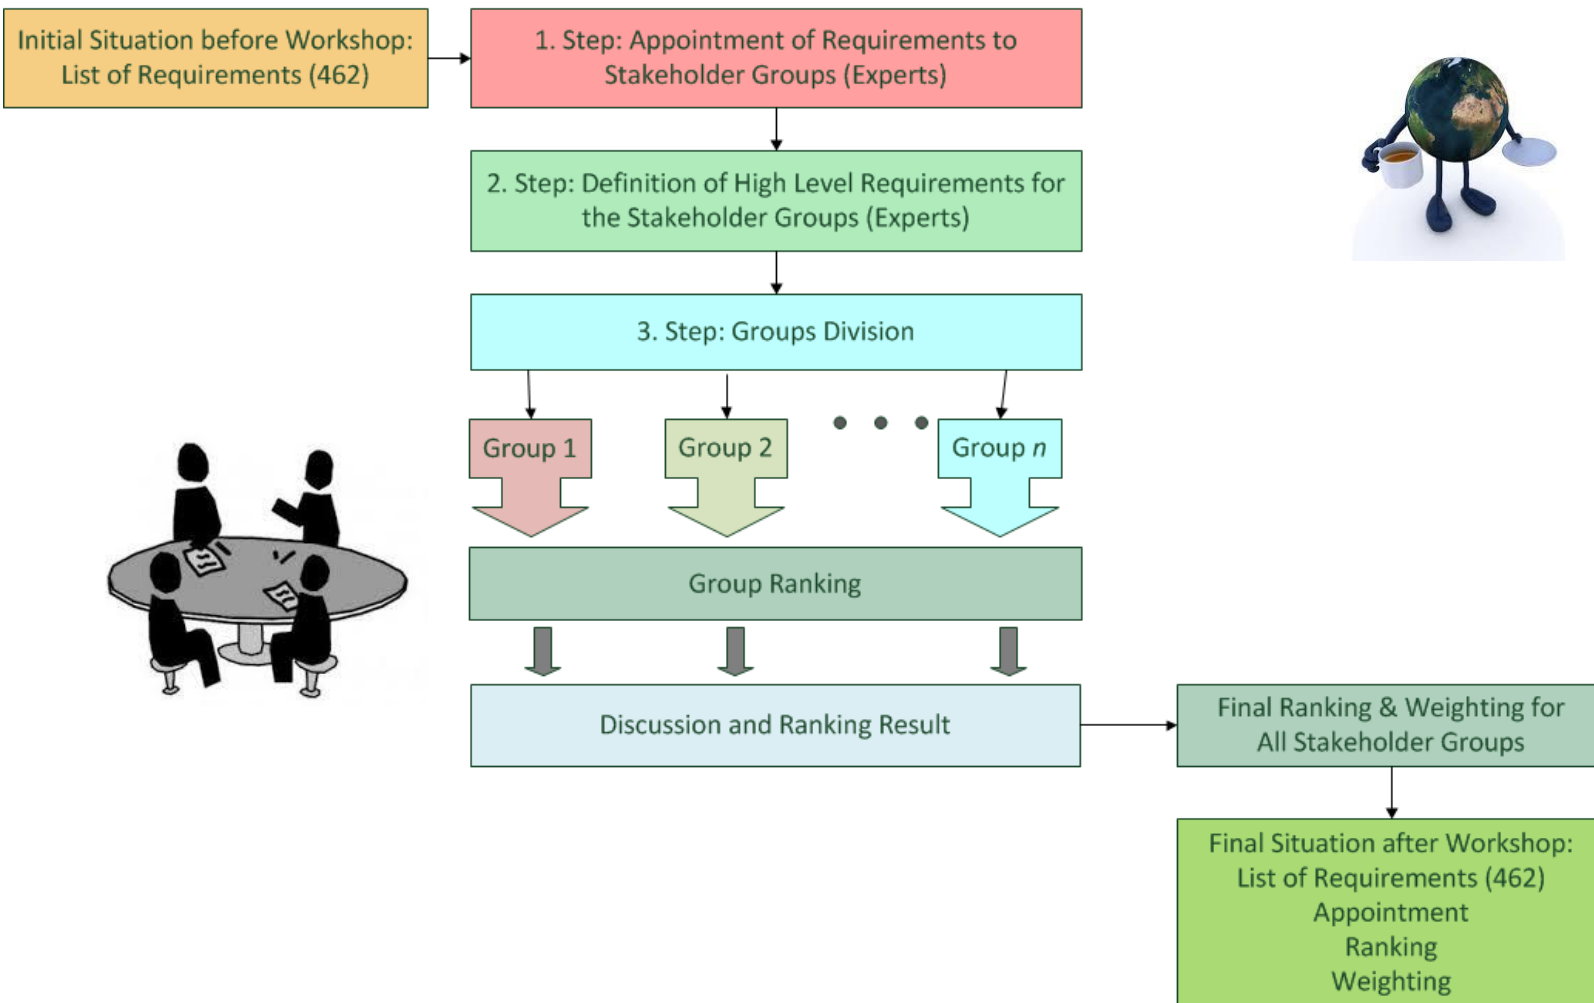 Initial Situation before Workshop:
List of Requirements (462)
1. Step: Appointment of Requirements to
Stakeholder Groups (Experts)
2. Step: Definition of High Level Requirements for
the Stakeholder Groups (Experts)
3. Step: Groups Division
Group 1
Group 2
Group n
Group Ranking
Discussion and Ranking Result
Final Ranking & Weighting for
All Stakeholder Groups
Final Situation after Workshop:
List of Requirements (462)
Appointment
Ranking
Weighting